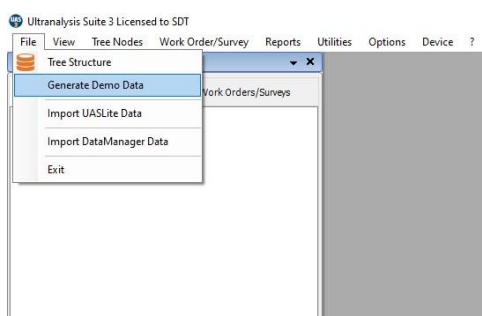 UAS Ultranalysis Suite 3 Licensed to SDT
File View Tree Nodes Work Order/Survey Reports Utilities Options Device ?
Tree Structure
Generate Demo Data
Work Orders/Surveys
Import UASLite Data
Import DataManager Data
Exit